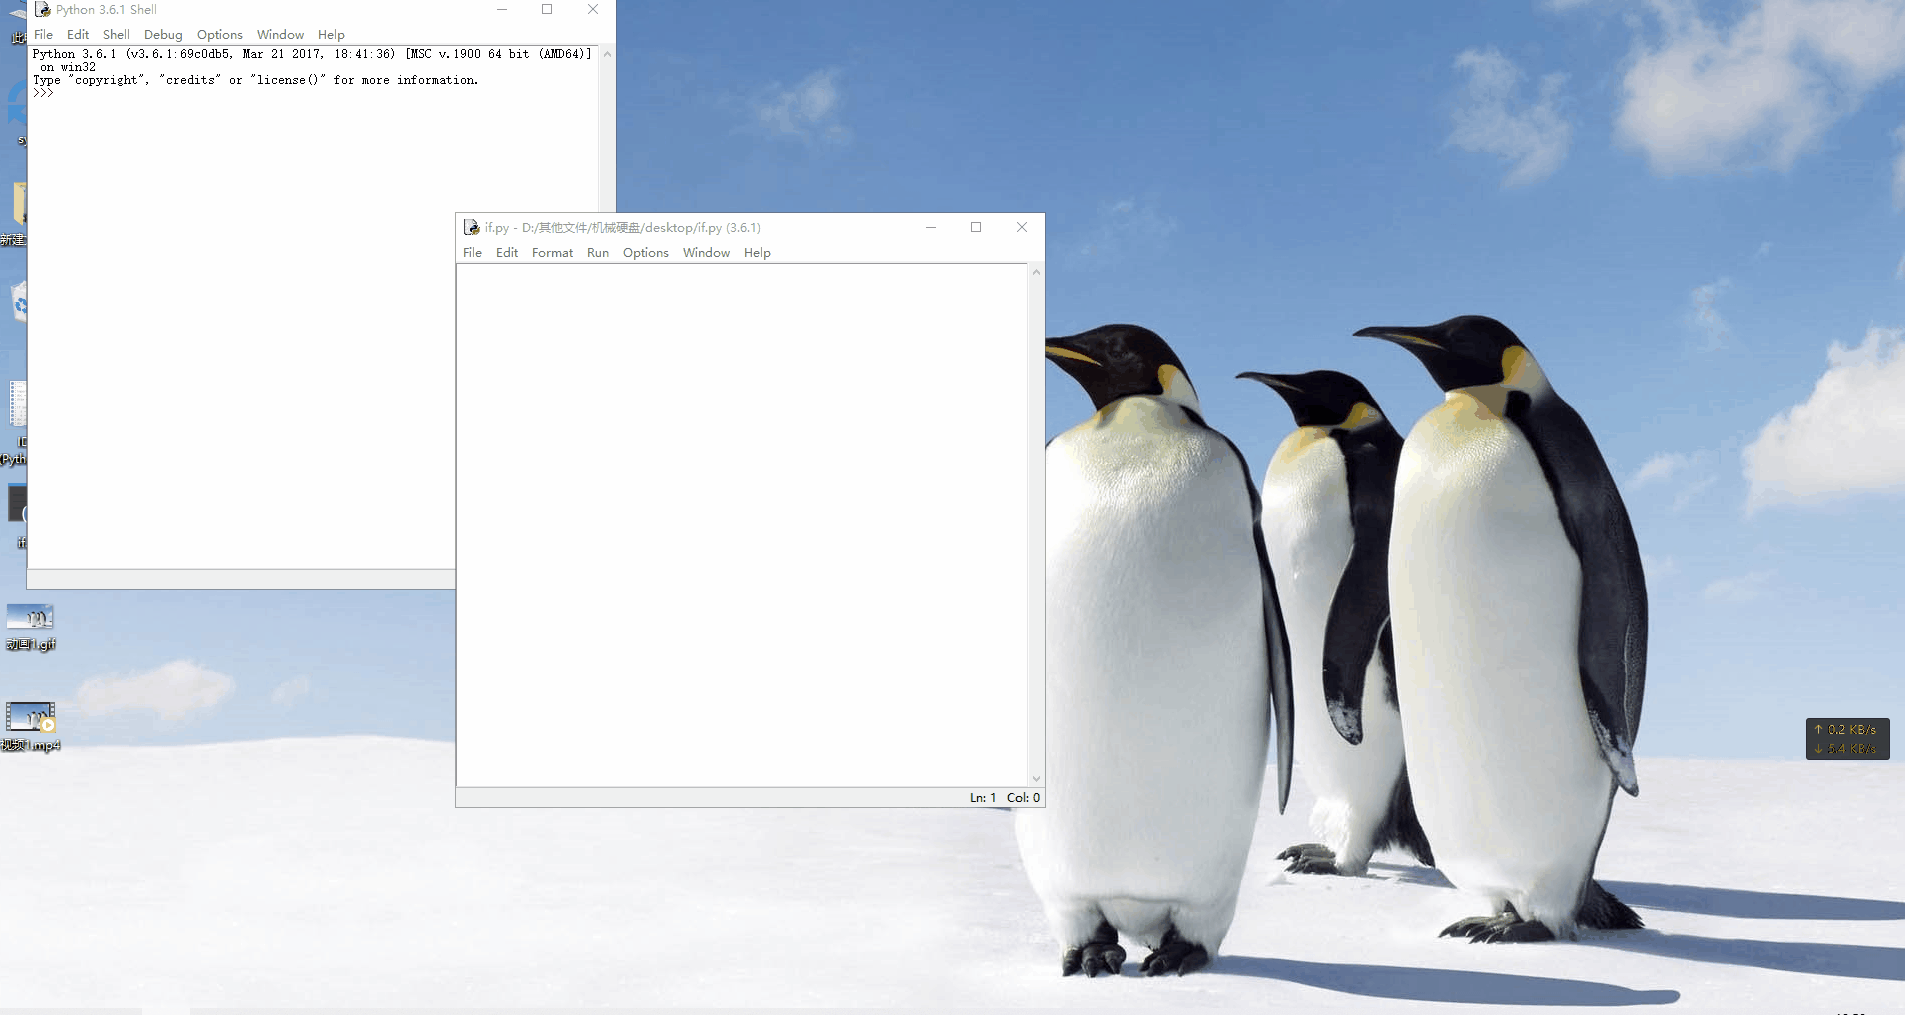 Python 3.6.1 Shell
File Edit Shell Debug Options Window Help
Python 3.6.1 (v3.6.1:69c0db5, Mar 21 2017, 18:41:36) [MSC v.1900 64 bit (AMD64)]
on win32
Type "copyright", "credits" or "license()" for more information.
>>>
if.py - D:/其他文件/机械硬盘/desktop/if.py (3.6.1)
File Edit Format Run Options Window Help
Ln: 1 Col: 0
此
新建
(Pyth
if
动画1.gif
视频1.mp4
↑ 0.2 KB/s
↓ 5.4 KB/s